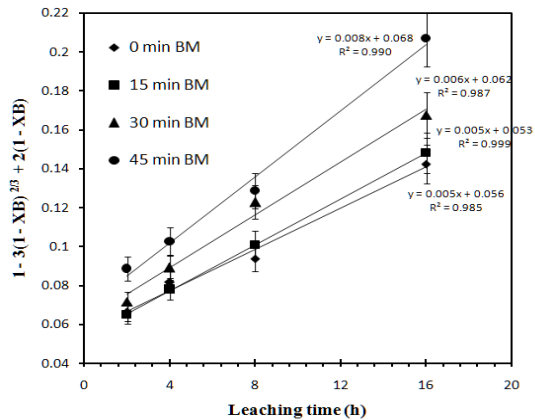 0.22
0.2
0.18
0.16
0.14
0.12
0.1
0.08
0.06
0.04
1- 3(1 - XB) 2/3 + 2(1 - XB)
0 min BM
15 min BM
30 min BM
45 min BM
y = 0.008x + 0.068
R² = 0.990
y = 0.006x + 0.062
R² = 0.987
y = 0.005x + 0.053
R² = 0.999
y = 0.005x + 0.056
R² = 0.985
0 4 8 12 16 20
Leaching time (h)